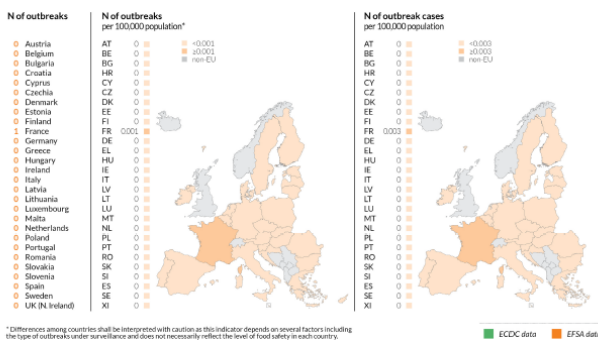 N of outbreaks
0 Austria
0 Belgium
0 Bulgaria
0 Croatia
0 Cyprus
0 Czechia
0 Denmark
0 Estonia
0 Finland
1 France
0 Germany
0 Greece
0 Hungary
0 Ireland
0 Italy
0 Latvia
0 Lithuania
0 Luxembourg
0 Malta
0 Netherlands
0 Poland
0 Portugal
0 Romania
0 Slovakia
0 Slovenia
0 Spain
0 Sweden
0 UK (N. Ireland)
N of outbreaks
per 100,000 population*
AT 0
BE 0
BG 0
HR 0
CY 0
CZ 0
DK 0
EE 0
FI 0
FR 0.001
DE 0
EL 0
HU 0
IE 0
IT 0
LV 0
LT 0
LU 0
MT 0
NL 0
PL 0
PT 0
RO 0
SK 0
SI 0
ES 0
SE 0
XI 0
<0.001
≥0.001
non-EU
N of outbreak cases
per 100,000 population
AT 0
BE 0
BG 0
HR 0
CY 0
CZ 0
DK 0
EE 0
FI 0
FR 0.003
DE 0
EL 0
HU 0
IE 0
IT 0
LV 0
LT 0
LU 0
MT 0
NL 0
PL 0
PT 0
RO 0
SK 0
SI 0
ES 0
SE 0
XI 0
<0.003
≥0.003
non-EU
* Differences among countries shall be interpreted with caution as this indicator depends on several factors including
the type of outbreaks under surveillance and does not necessarily reflect the level of food safety in each country.
ECDC data
EFSA data